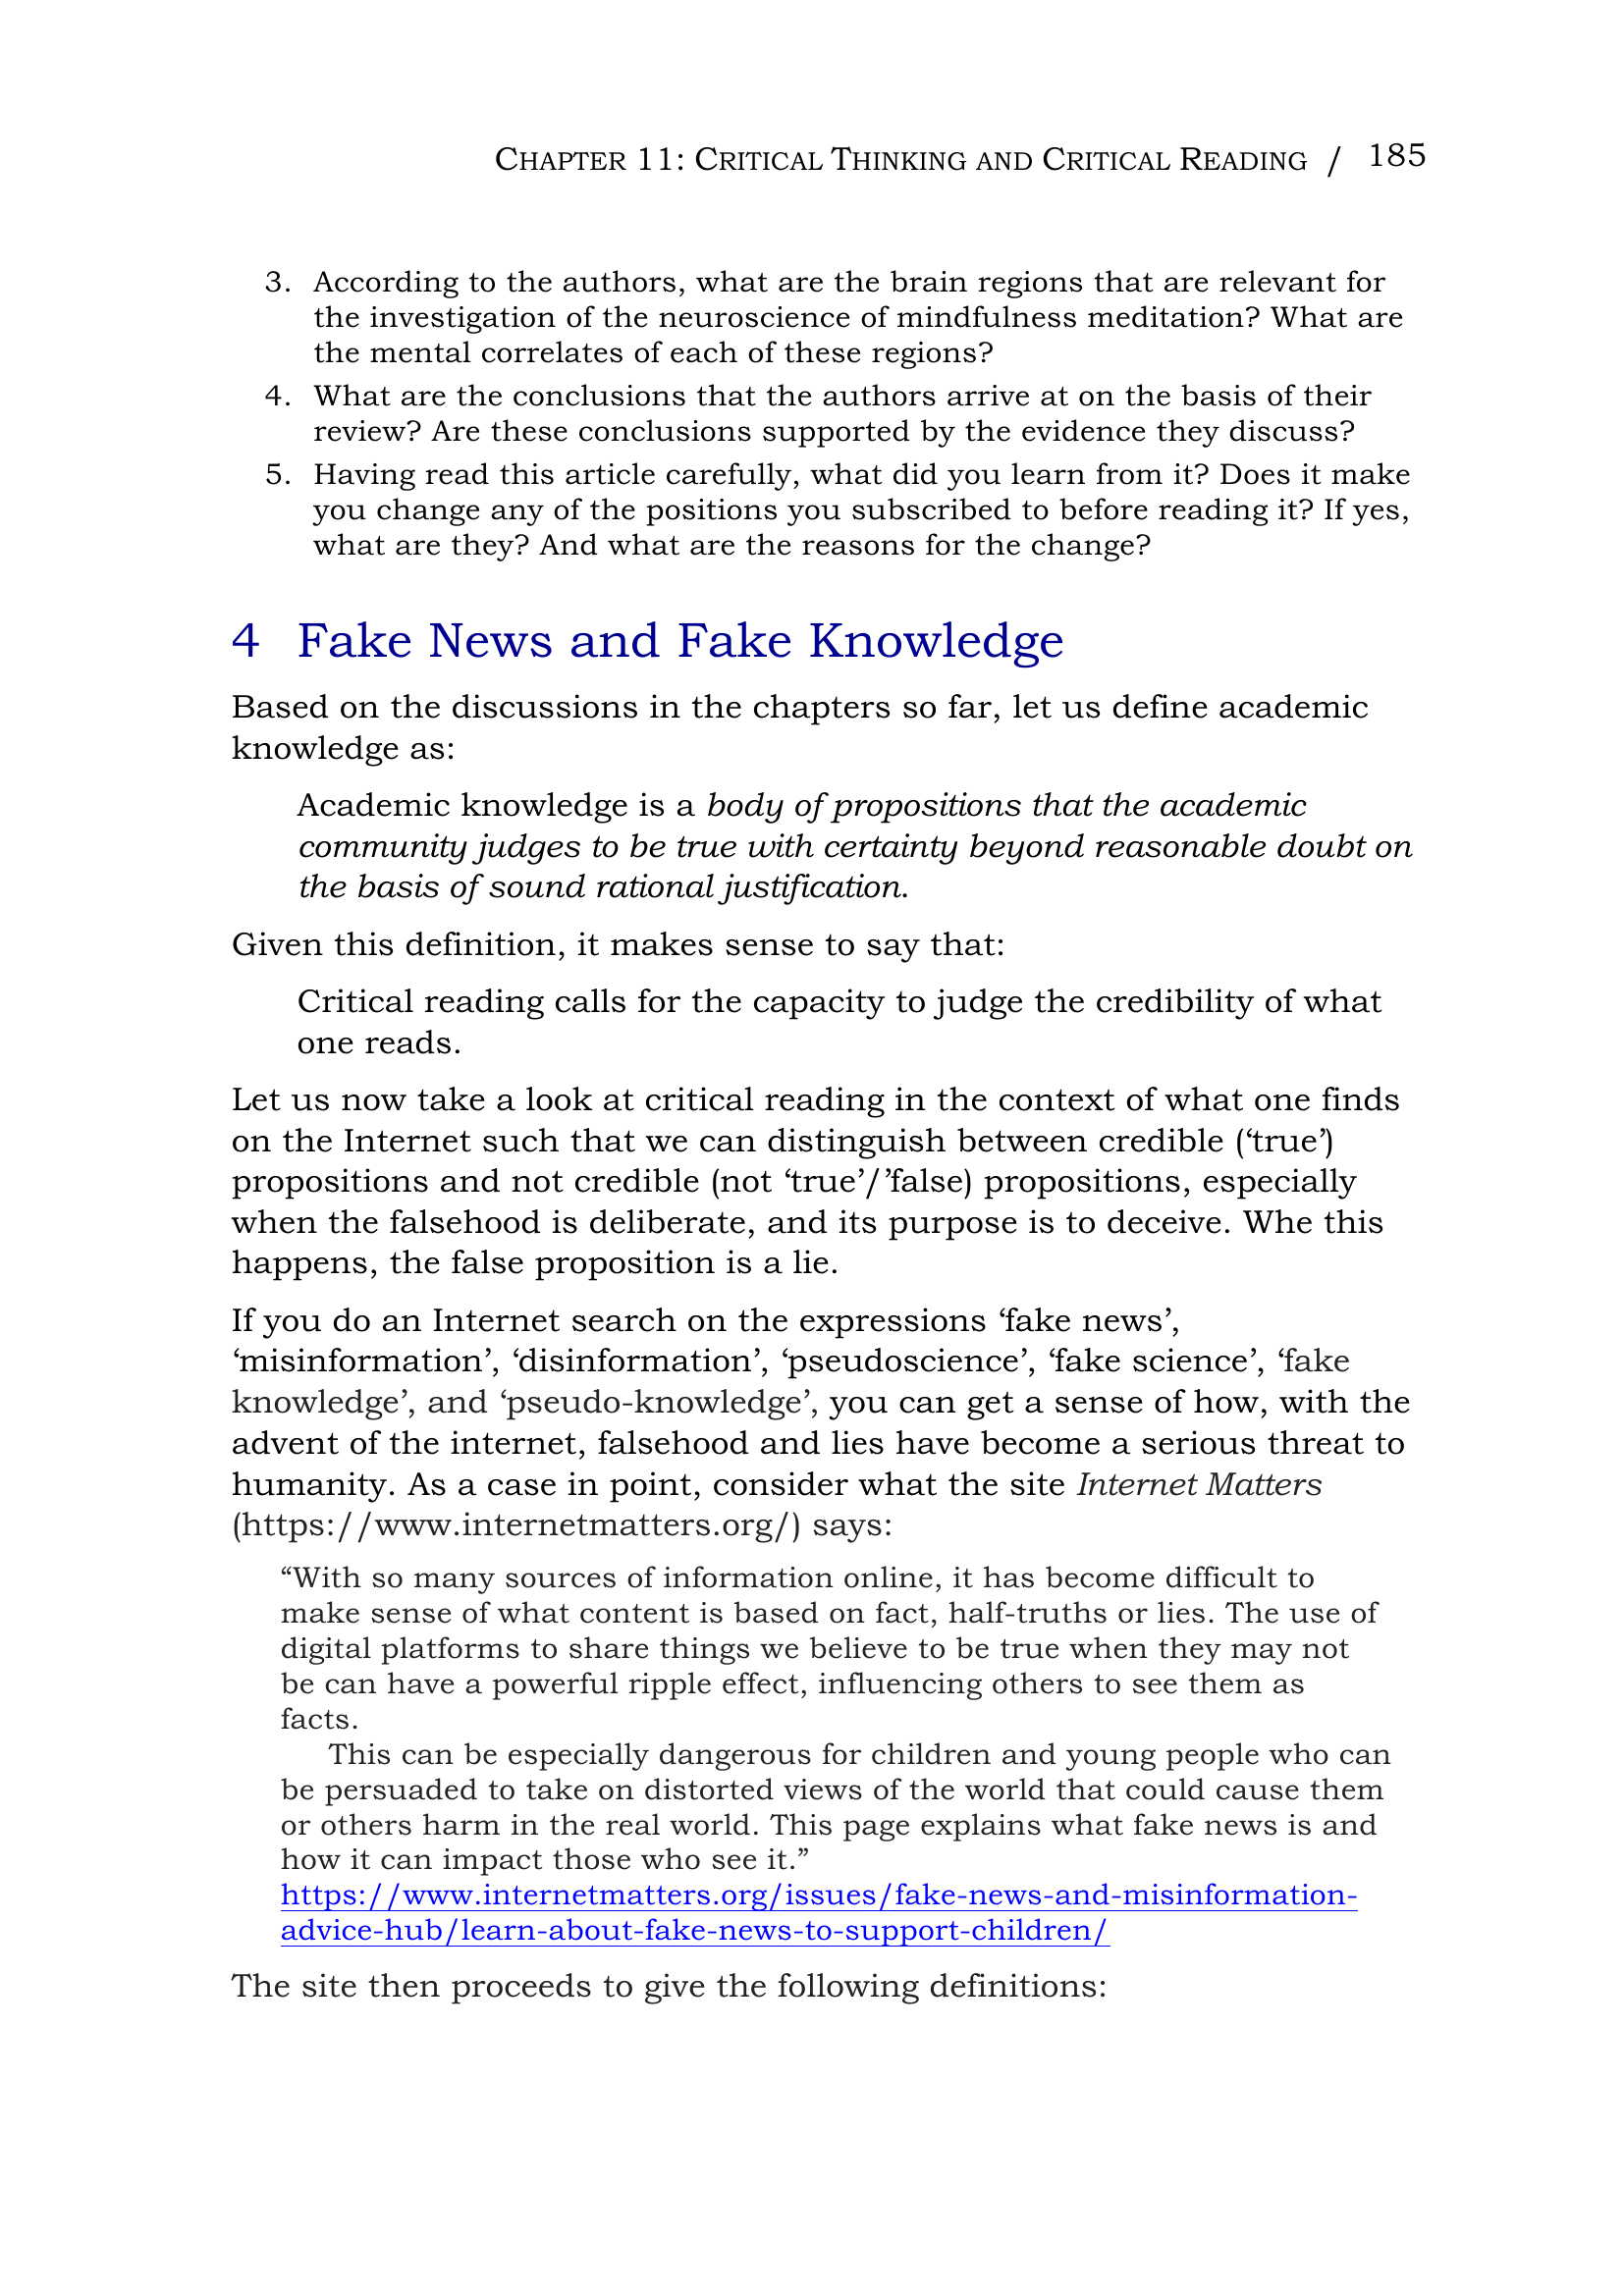 CHAPTER 11: CRITICAL THINKING AND CRITICAL READING / 185
3. According to the authors, what are the brain regions that are relevant for
the investigation of the neuroscience of mindfulness meditation? What are
the mental correlates of each of these regions?
4. What are the conclusions that the authors arrive at on the basis of their
review? Are these conclusions supported by the evidence they discuss?
5. Having read this article carefully, what did you learn from it? Does it make
you change any of the positions you subscribed to before reading it? If yes,
what are they? And what are the reasons for the change?
4 Fake News and Fake Knowledge
Based on the discussions in the chapters so far, let us define academic
knowledge as:
Academic knowledge is a body of propositions that the academic
community judges to be true with certainty beyond reasonable doubt on
the basis of sound rational justification.
Given this definition, it makes sense to say that:
Critical reading calls for the capacity to judge the credibility of what
one reads.
Let us now take a look at critical reading in the context of what one finds
on the Internet such that we can distinguish between credible (‘true’)
propositions and not credible (not ‘true’/’false) propositions, especially
when the falsehood is deliberate, and its purpose is to deceive. Whe this
happens, the false proposition is a lie.
If you do an Internet search on the expressions ‘fake news’,
‘misinformation’, ‘disinformation’, ‘pseudoscience’, ‘fake science’, ‘fake
knowledge’, and ‘pseudo-knowledge’, you can get a sense of how, with the
advent of the internet, falsehood and lies have become a serious threat to
humanity. As a case in point, consider what the site Internet Matters
(https://www.internetmatters.org/) says:
“With so many sources of information online, it has become difficult to
make sense of what content is based on fact, half-truths or lies. The use of
digital platforms to share things we believe to be true when they may not
be can have a powerful ripple effect, influencing others to see them as
facts.
This can be especially dangerous for children and young people who can
be persuaded to take on distorted views of the world that could cause them
or others harm in the real world. This page explains what fake news is and
how it can impact those who see it.”
https://www.internetmatters.org/issues/fake-news-and-misinformation-
advice-hub/learn-about-fake-news-to-support-children/
The site then proceeds to give the following definitions: